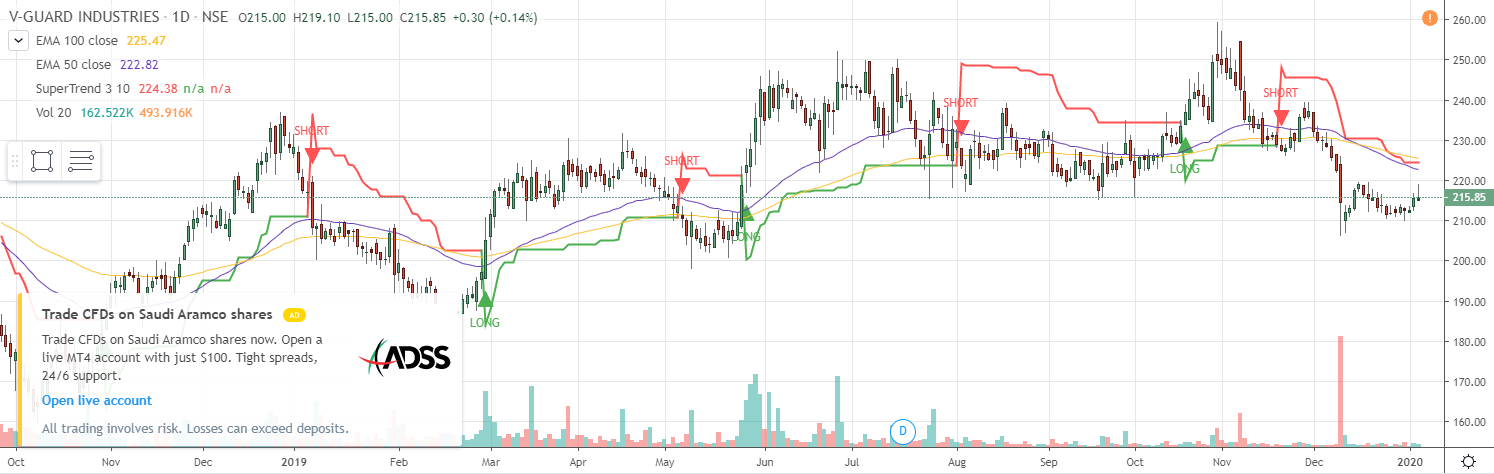 V-GUARD INDUSTRIES · 1D · NSE O215.00 H219.10 L215.00 C215.85 +0.30 (+0.14%)
EMA 100 close 225.47
EMA 50 close 222.82
SuperTrend 3 10 224.38 n/a n/a
Vol 20 162.522K 493.916K
SHORT
LONG
SHORT
LONG
SHORT
LONG
SHORT
260.00
250.00
240.00
230.00
220.00
215.85
210.00
200.00
190.00
180.00
170.00
160.00
Trade CFDs on Saudi Aramco shares AD
Trade CFDs on Saudi Aramco shares now. Open a
live MT4 account with just $100. Tight spreads,
24/6 support.
ADSS
Open live account
All trading involves risk. Losses can exceed deposits.
D
Oct Nov Dec 2019 Feb Mar Apr May Jun Jul Aug Sep Oct Nov Dec 2020